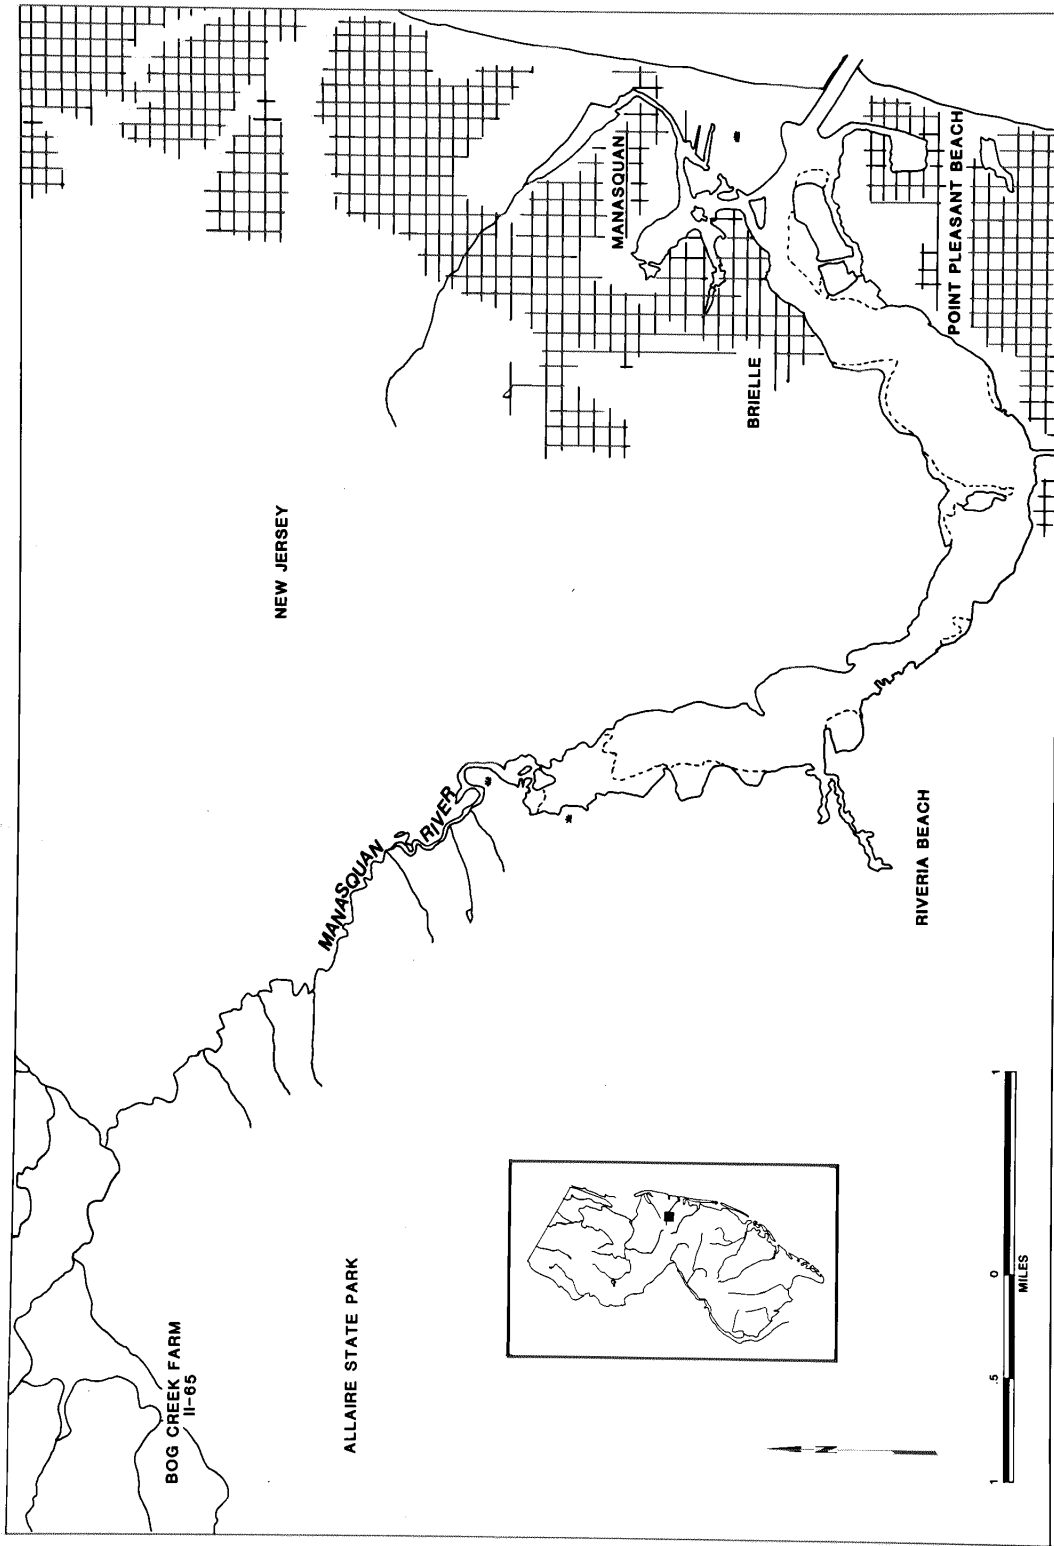 NEW JERSEY
MANASQUAN
BRIELLE
POINT PLEASANT BEACH
MANASQUAN
RIVER
RIVERIA BEACH
BOG CREEK FARM
II-65
ALLAIRE STATE PARK
N
1
.5
0
1
MILES